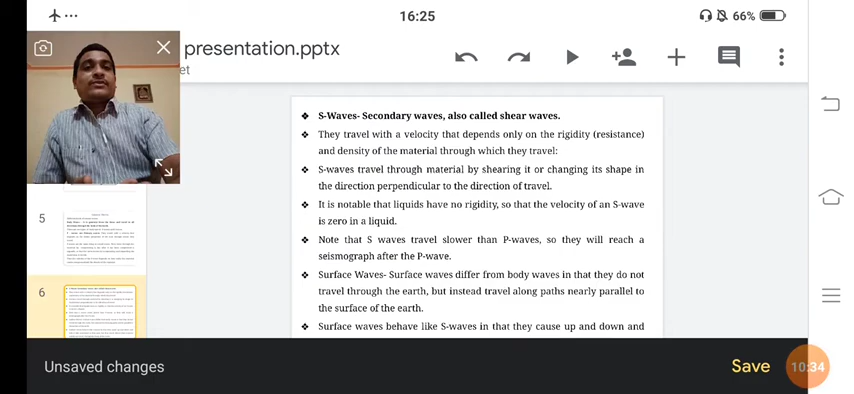 16:25
66%
presentation.pptx
et
❖ S-Waves- Secondary waves, also called shear waves.
❖ They travel with a velocity that depends only on the rigidity (resistance)
and density of the material through which they travel:
❖ S-waves travel through material by shearing it or changing its shape in
the direction perpendicular to the direction of travel.
❖ It is notable that liquids have no rigidity, so that the velocity of an S-wave
is zero in a liquid.
❖ Note that S waves travel slower than P-waves, so they will reach a
seismograph after the P-wave.
❖ Surface Waves- Surface waves differ from body waves in that they do not
travel through the earth, but instead travel along paths nearly parallel to
the surface of the earth.
❖ Surface waves behave like S-waves in that they cause up and down and
5
6
Unsaved changes
Save
10:34